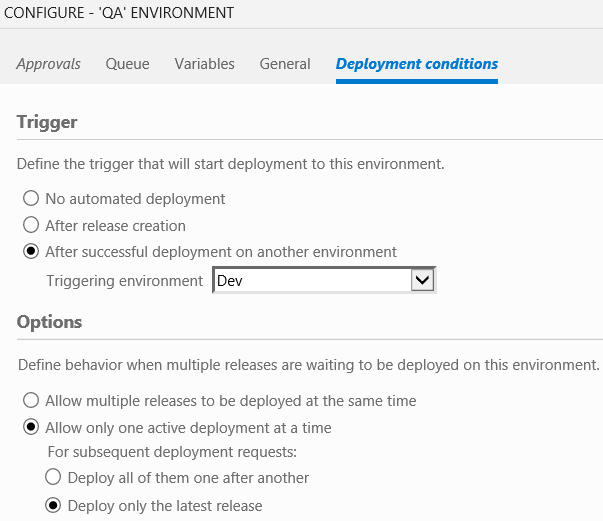 CONFIGURE - 'QA' ENVIRONMENT
Approvals Queue Variables General Deployment conditions
Trigger
Define the trigger that will start deployment to this environment.
No automated deployment
After release creation
After successful deployment on another environment
Triggering environment Dev
Options
Define behavior when multiple releases are waiting to be deployed on this environment.
Allow multiple releases to be deployed at the same time
Allow only one active deployment at a time
For subsequent deployment requests:
Deploy all of them one after another
Deploy only the latest release